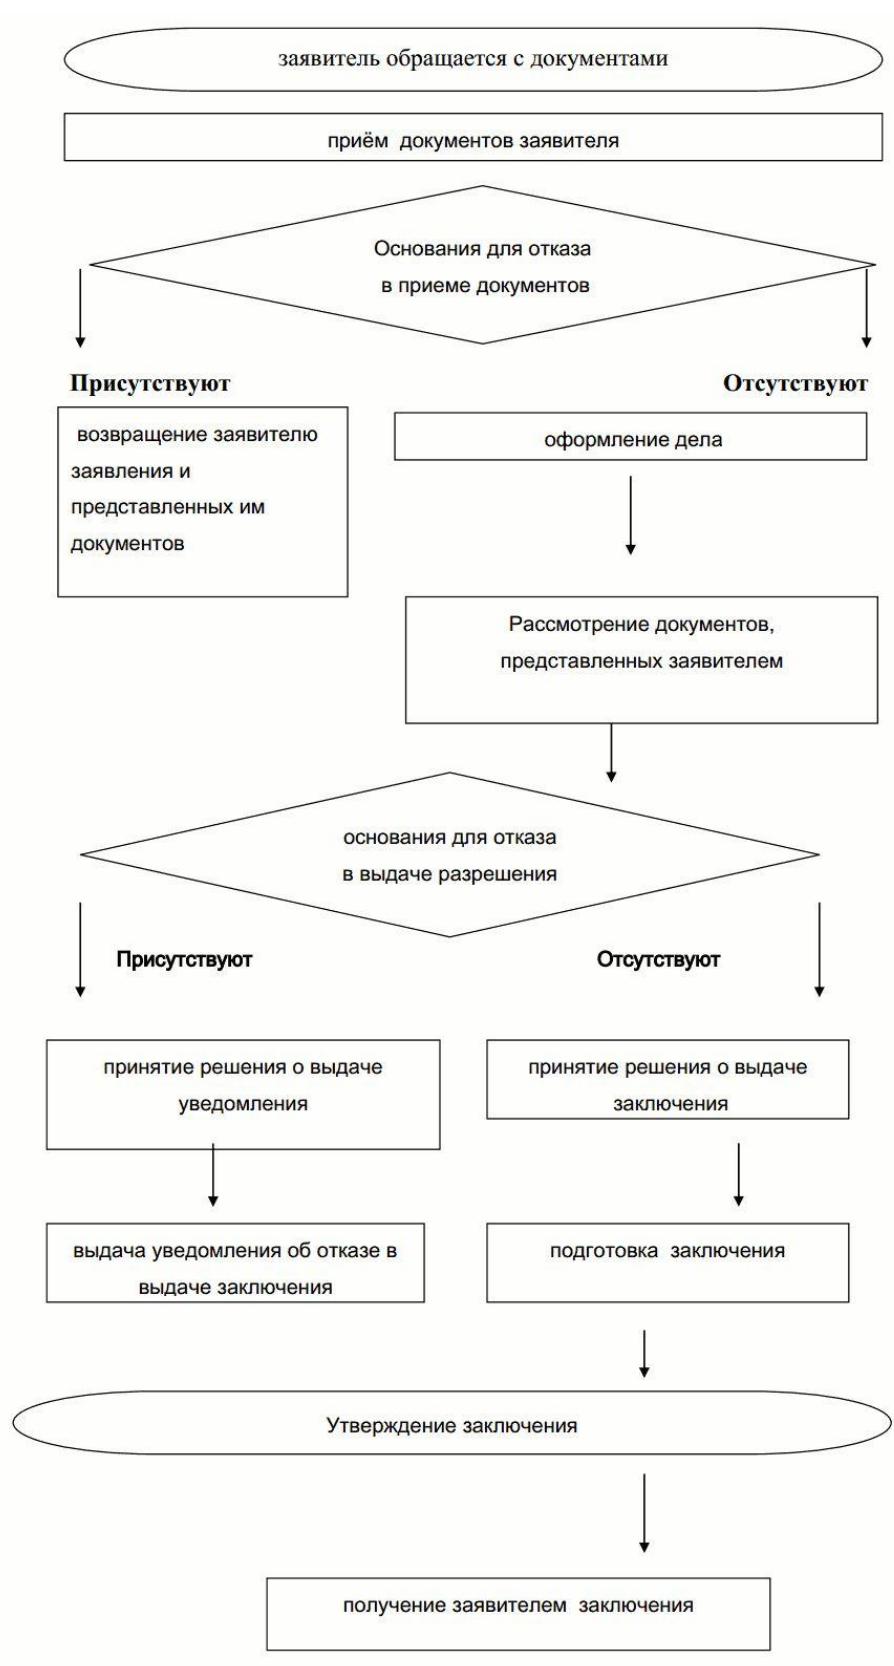 заявитель обращается с документами
приём документов заявителя
Основания для отказа
в приеме документов
Присутствуют
Отсутствуют
возвращение заявителю
заявления и
представленных им
документов
оформление дела
Рассмотрение документов,
представленных заявителем
основания для отказа
в выдаче разрешения
Присутствуют
Отсутствуют
принятие решения о выдаче
уведомления
принятие решения о выдаче
заключения
выдача уведомления об отказе в
выдаче заключения
подготовка заключения
Утверждение заключения
получение заявителем заключения